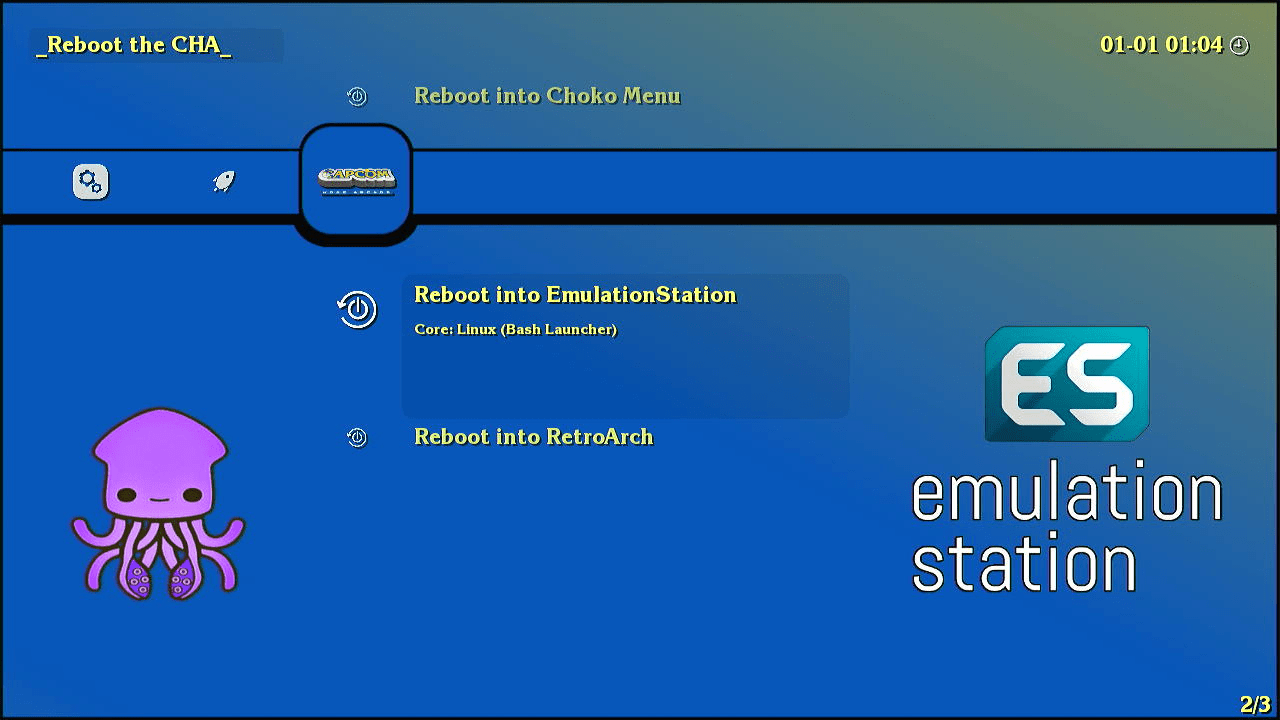 _Reboot the CHA_
01-01 01:04
Reboot into Choko Menu
CAPCOM
Reboot into EmulationStation
Core: Linux (Bash Launcher)
Reboot into RetroArch
ES
emulation
station
2/3